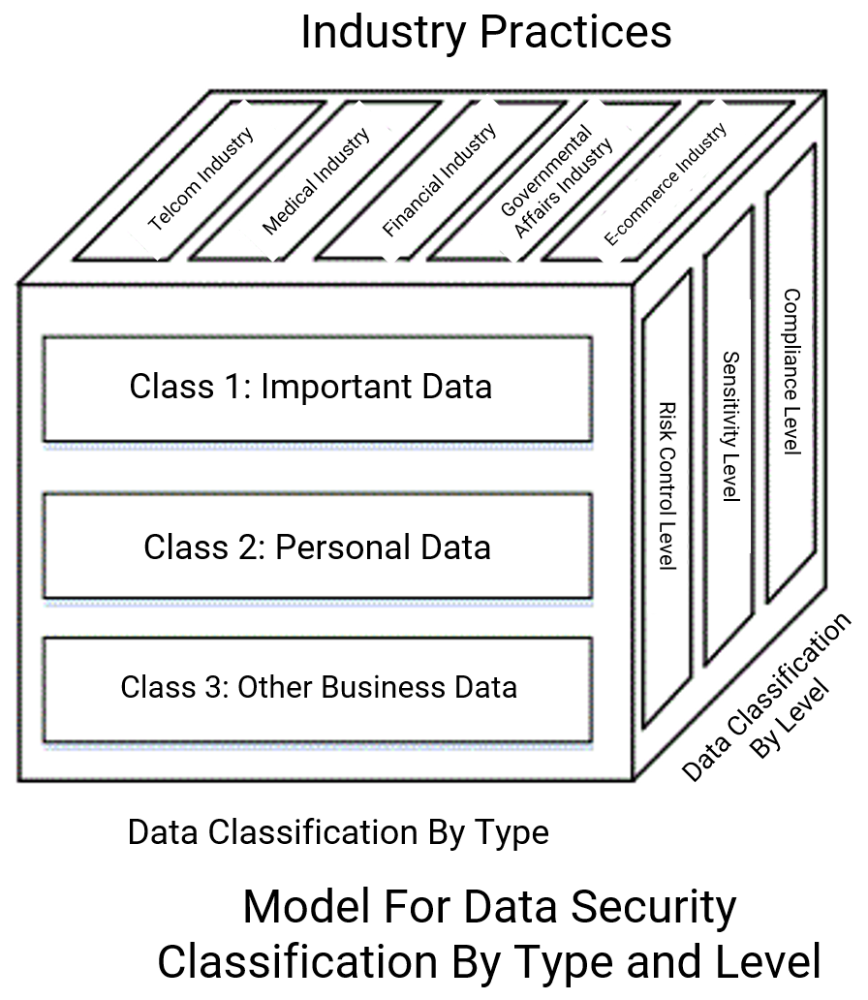 Industry Practices
Telcom Industry
Medical Industry
Financial Industry
Governmental
Affairs Industry
E-commerce Industry
Class 1: Important Data
Class 2: Personal Data
Class 3: Other Business Data
Risk Control Level
Sensitivity Level
Compliance Level
Data Classification
By Level
Data Classification By Type
Model For Data Security
Classification By Type and Level